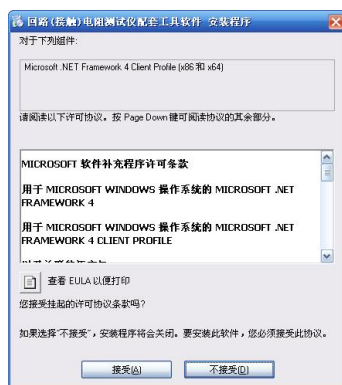 回路(接触)电阻测试仪配套工具软件 安装程序
对于下列组件:
Microsoft .NET Framework 4 Client Profile (x86 和 x64)
请阅读以下许可协议。按 Page Down 键可阅读协议的其余部分。
MICROSOFT 软件补充程序许可条款
用于 MICROSOFT WINDOWS 操作系统的 MICROSOFT .NET
FRAMEWORK 4
用于 MICROSOFT WINDOWS 操作系统的 MICROSOFT .NET
FRAMEWORK 4 CLIENT PROFILE
查看 EULA 以便打印
您接受挂起的许可协议条款吗?
如果选择“不接受”，安装程序将会关闭。要安装此软件，您必须接受此协议。
接受(A)
不接受(D)